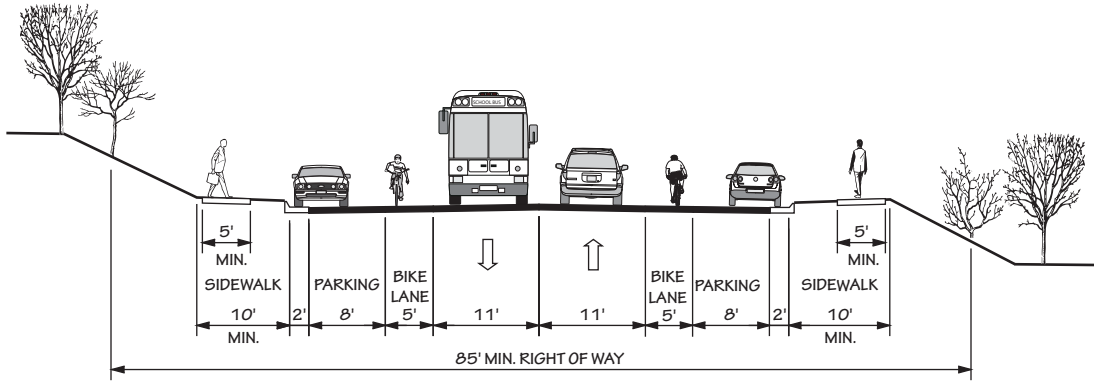 SCHOOL BUS
5' 5'
MIN. MIN.
SIDEWALK PARKING BIKE LANE BIKE LANE PARKING SIDEWALK
10' 2' 8' 5' 11' 11' 5' 8' 2' 10'
MIN. MIN.
85' MIN. RIGHT OF WAY